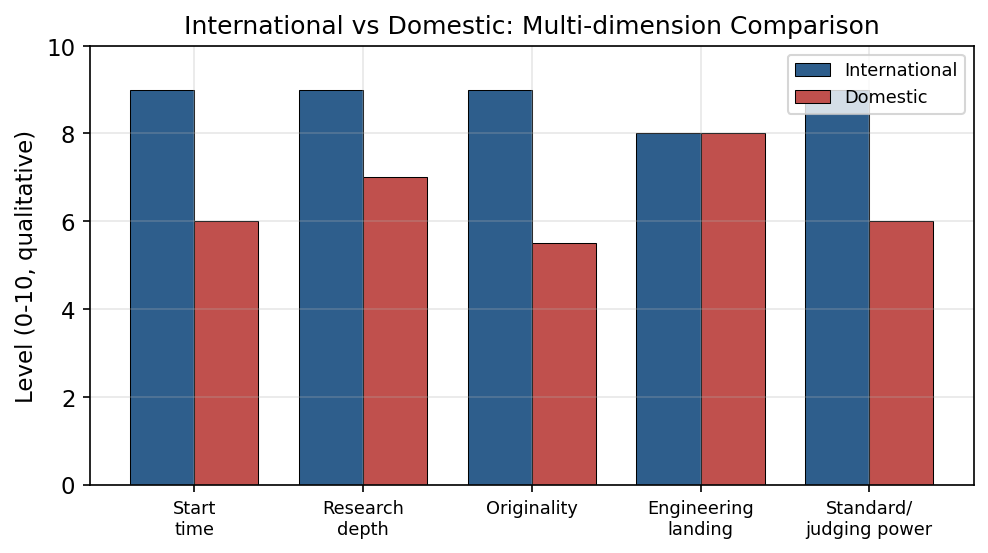 International vs Domestic: Multi-dimension Comparison
International
Domestic
Level (0-10, qualitative)
10
8
6
4
2
0
Start
time
Research
depth
Originality
Engineering
landing
Standard/
judging power